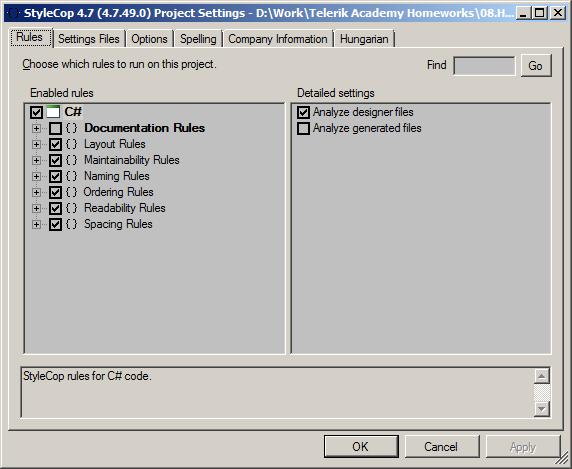 StyleCop 4.7 (4.7.49.0) Project Settings - D:\Work\Telerik Academy Homeworks\08.H...
Rules Settings Files Options Spelling Company Information Hungarian
Choose which rules to run on this project. Find Go
Enabled rules Detailed settings
C# Analyze designer files
{} Documentation Rules Analyze generated files
{} Layout Rules
{} Maintainability Rules
{} Naming Rules
{} Ordering Rules
{} Readability Rules
{} Spacing Rules
StyleCop rules for C# code.
OK Cancel Apply